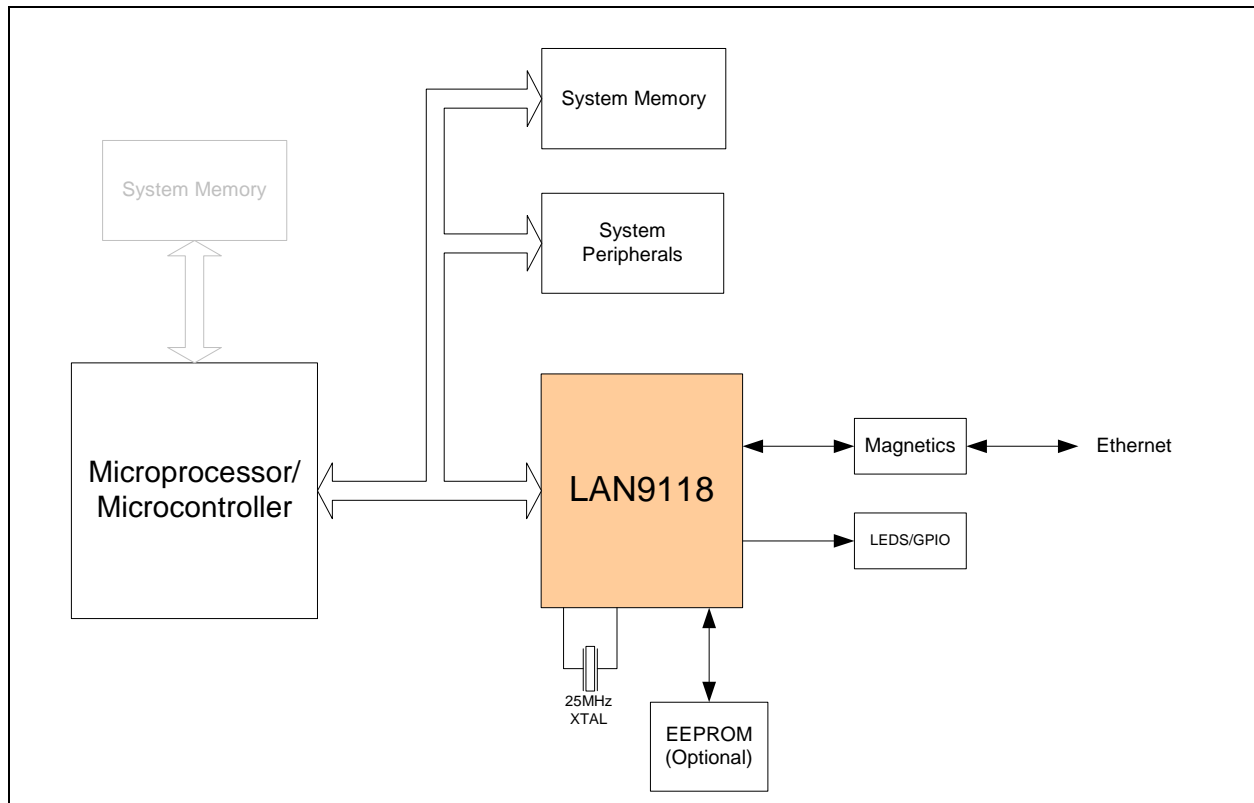 System Memory
System Memory
System
Peripherals
Microprocessor/
Microcontroller
LAN9118
Magnetics
Ethernet
LEDS/GPIO
25MHz
XTAL
EEPROM
(Optional)